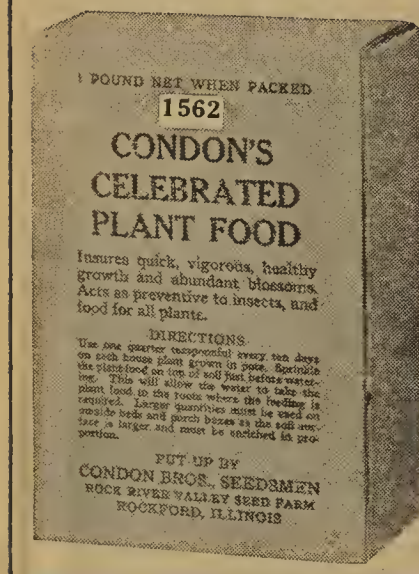 1 POUND NET WHEN PACKED
1562
CONDON'S
CELEBRATED
PLANT FOOD
Insures quick, vigorous, healthy
growth and abundant blossoms.
Acts as preventive to insects, and
food for all plants.
DIRECTIONS
Use one quarter teaspoonful every ten days
on each house plant grown in pots. Sprinkle
the plant food on top of soil just before water-
ing. This will allow the water to take the
plant food to the roots where the feeding is
required. Larger quantities must be used on
outside beds and porch boxes as the soil sur-
face is larger and must be enriched in pro-
portion.
PUT UP BY
CONDON BROS., SEEDSMEN
ROCK RIVER VALLEY SEED FARM
ROCKFORD, ILLINOIS